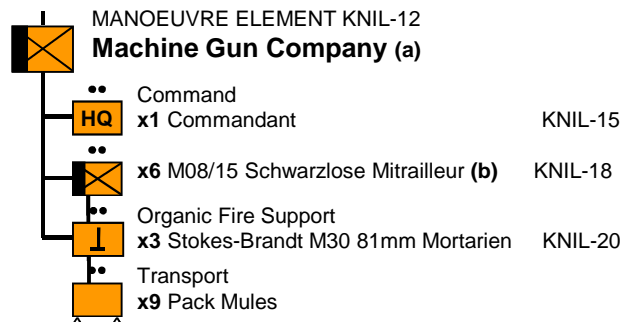 MANOEUVRE ELEMENT KNIL-12
Machine Gun Company (a)
Command
HQ x1 Commandant KNIL-15
x6 M08/15 Schwarzlose Mitrailleur (b) KNIL-18
Organic Fire Support
x3 Stokes-Brandt M30 81mm Mortarien KNIL-20
Transport
x9 Pack Mules